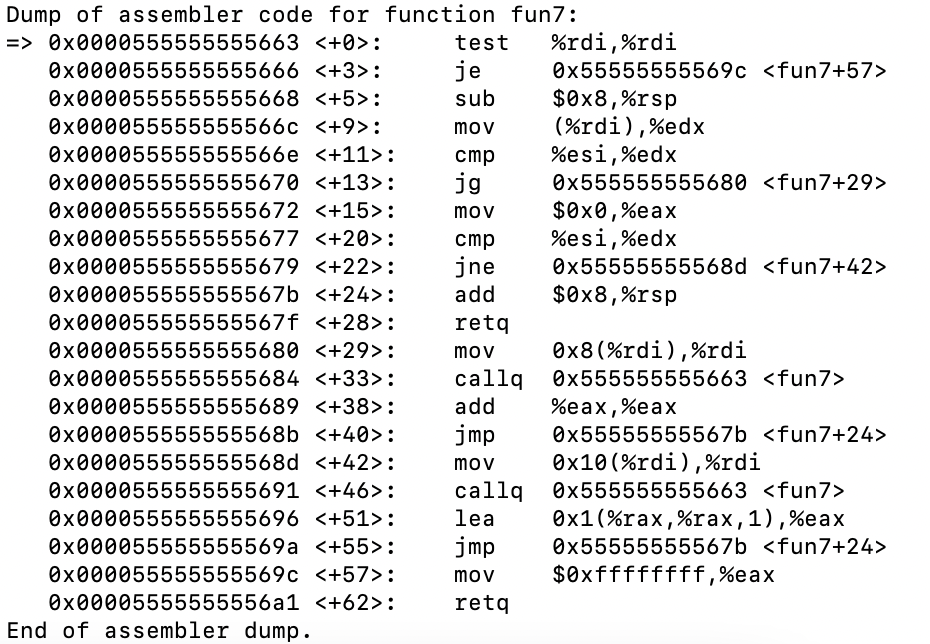 Dump of assembler code for function fun7:
=> 0x0000555555555663 <+0>:     test   %rdi,%rdi
   0x0000555555555666 <+3>:     je     0x55555555569c <fun7+57>
   0x0000555555555668 <+5>:     sub    $0x8,%rsp
   0x000055555555566c <+9>:     mov    (%rdi),%edx
   0x000055555555566e <+11>:    cmp    %esi,%edx
   0x0000555555555670 <+13>:    jg     0x555555555680 <fun7+29>
   0x0000555555555672 <+15>:    mov    $0x0,%eax
   0x0000555555555677 <+20>:    cmp    %esi,%edx
   0x0000555555555679 <+22>:    jne    0x55555555568d <fun7+42>
   0x000055555555567b <+24>:    add    $0x8,%rsp
   0x000055555555567f <+28>:    retq
   0x0000555555555680 <+29>:    mov    0x8(%rdi),%rdi
   0x0000555555555684 <+33>:    callq  0x555555555663 <fun7>
   0x0000555555555689 <+38>:    add    %eax,%eax
   0x000055555555568b <+40>:    jmp    0x55555555567b <fun7+24>
   0x000055555555568d <+42>:    mov    0x10(%rdi),%rdi
   0x0000555555555691 <+46>:    callq  0x555555555663 <fun7>
   0x0000555555555696 <+51>:    lea    0x1(%rax,%rax,1),%eax
   0x000055555555569a <+55>:    jmp    0x55555555567b <fun7+24>
   0x000055555555569c <+57>:    mov    $0xffffffff,%eax
   0x00005555555556a1 <+62>:    retq
End of assembler dump.